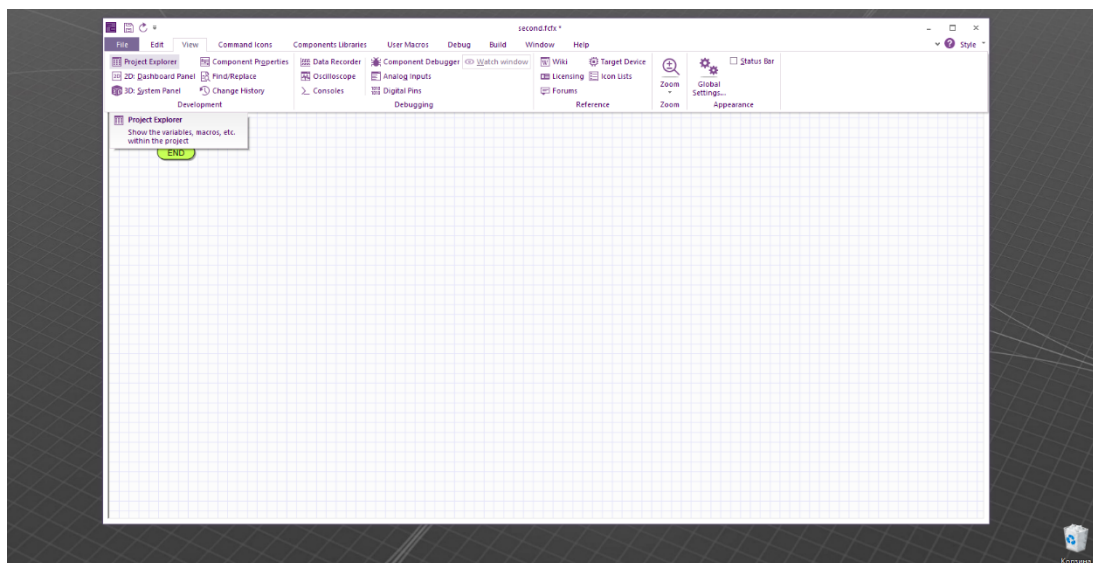 second.fcfx *
File Edit View Command Icons Components Libraries User Macros Debug Build Window Help Style
Project Explorer Component Properties Data Recorder Component Debugger Watch window Wiki Target Device Status Bar
2D: Dashboard Panel Find/Replace Oscilloscope Analog Inputs Licensing Icon Lists
3D: System Panel Change History Consoles Digital Pins Forums Zoom Global Settings...
Development Debugging Reference Zoom Appearance
Project Explorer
Show the variables, macros, etc.
within the project
END
Корзина